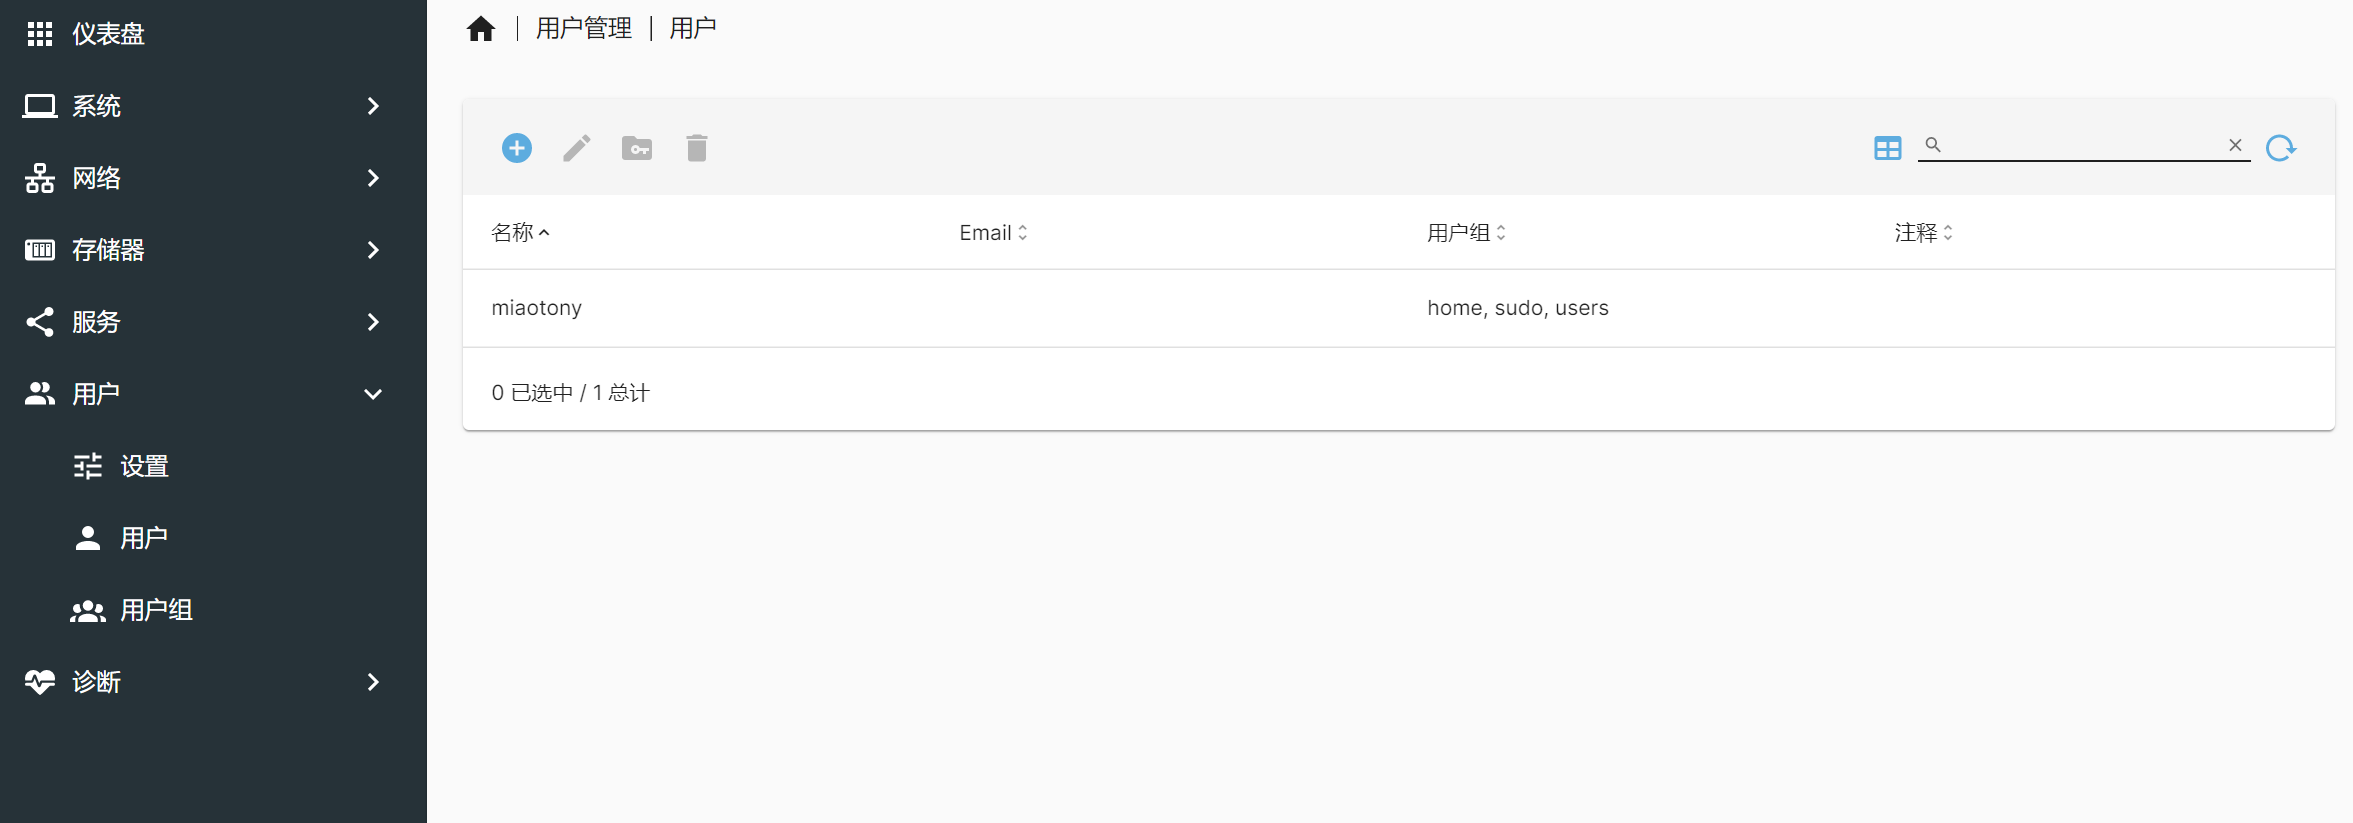 仪表盘
系统
网络
存储器
服务
用户
设置
用户
用户组
诊断
用户管理 | 用户
名称 Email 用户组 注释
miaotony home, sudo, users
0 已选中 / 1 总计